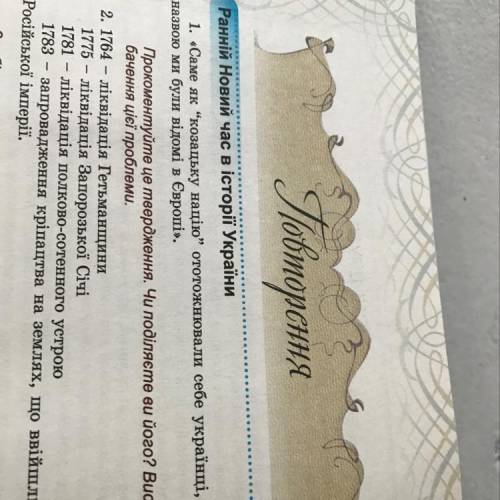 Повторення
Ранній Новий час в історії України
1. «Саме як “козацьку націю” ототожнювали себе українці,
назвою ми були відомі в Європі».
Прокоментуйте це твердження. Чи поділяєте ви його?
бачення цієї проблеми.
2. 1764 – ліквідація Гетьманщини
1775 – ліквідація Запорозької Січі
1781 – ліквідація полково-сотенного устрою
1783 – запровадження кріпацтва на землях, що
Російської імперії.